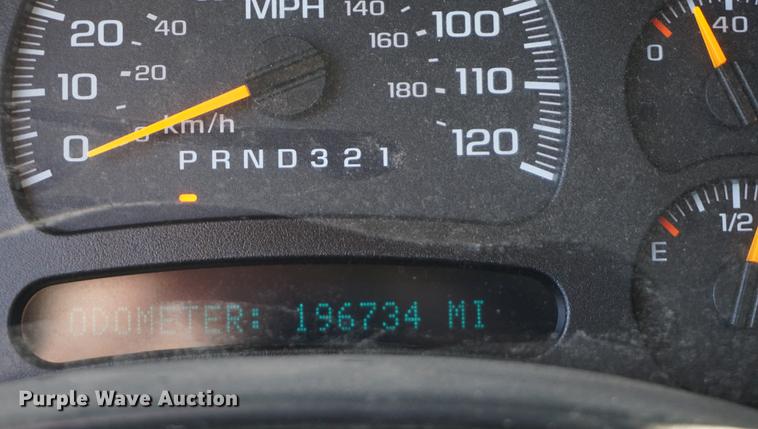 MPH 140 100
20 40 160
10 20 180 110
0 km/h 120
PRND321
0 40
E 1/2
ODOMETER: 196734 MI
Purple Wave Auction